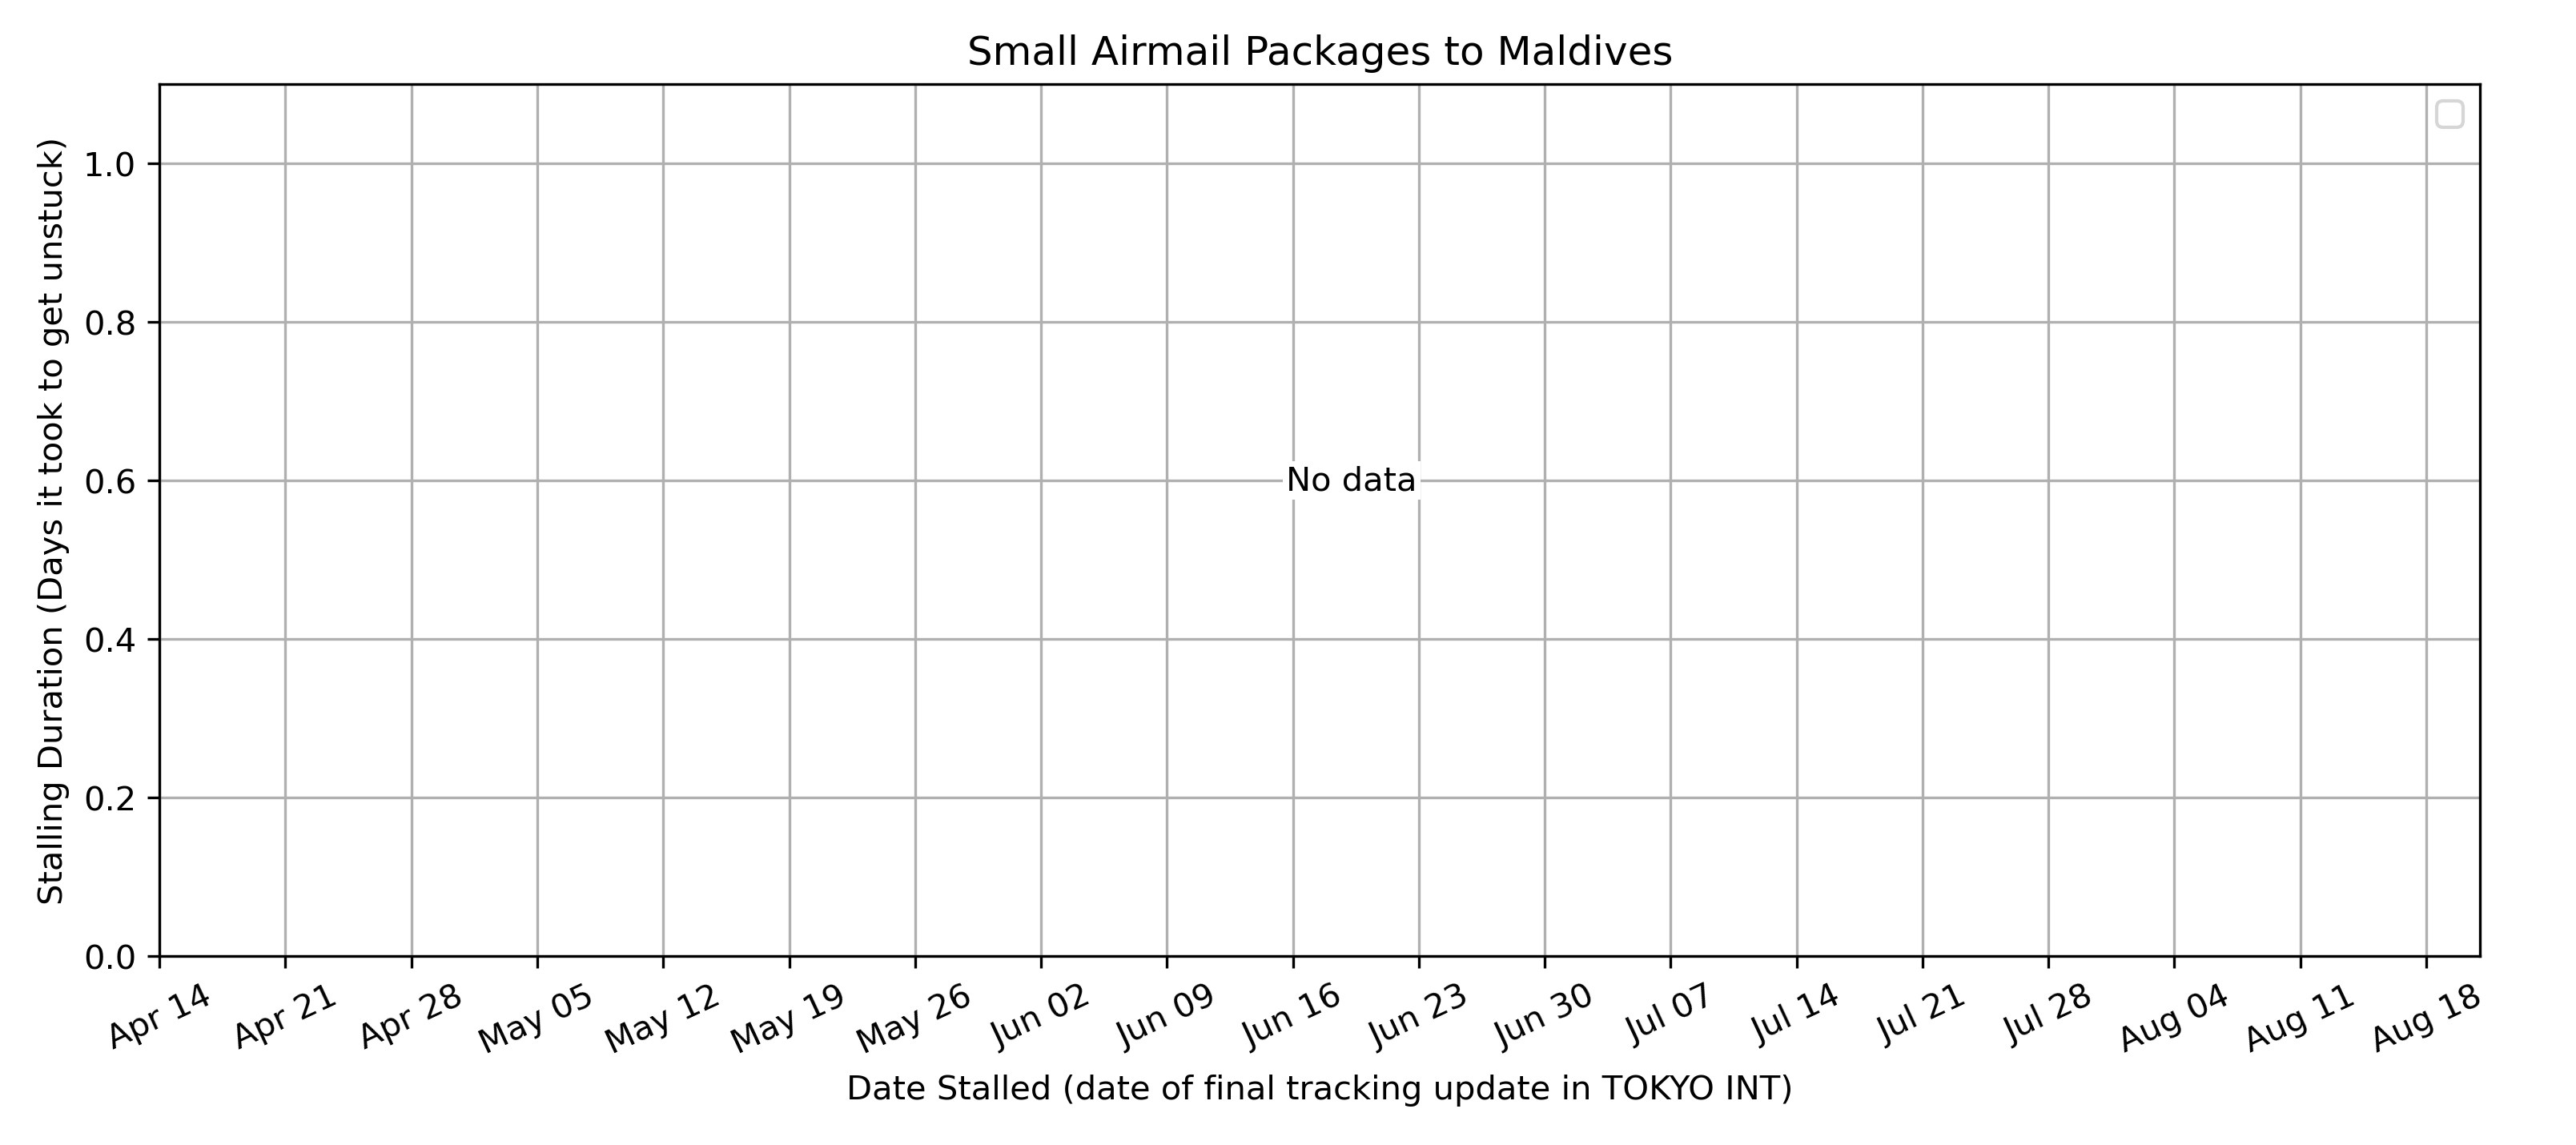 Small Airmail Packages to Maldives
Stalling Duration (Days it took to get unstuck)
1.0
0.8
0.6
0.4
0.2
0.0
No data
Apr 14
Apr 21
Apr 28
May 05
May 12
May 19
May 26
Jun 02
Jun 09
Jun 16
Jun 23
Jun 30
Jul 07
Jul 14
Jul 21
Jul 28
Aug 04
Aug 11
Aug 18
Date Stalled (date of final tracking update in TOKYO INT)